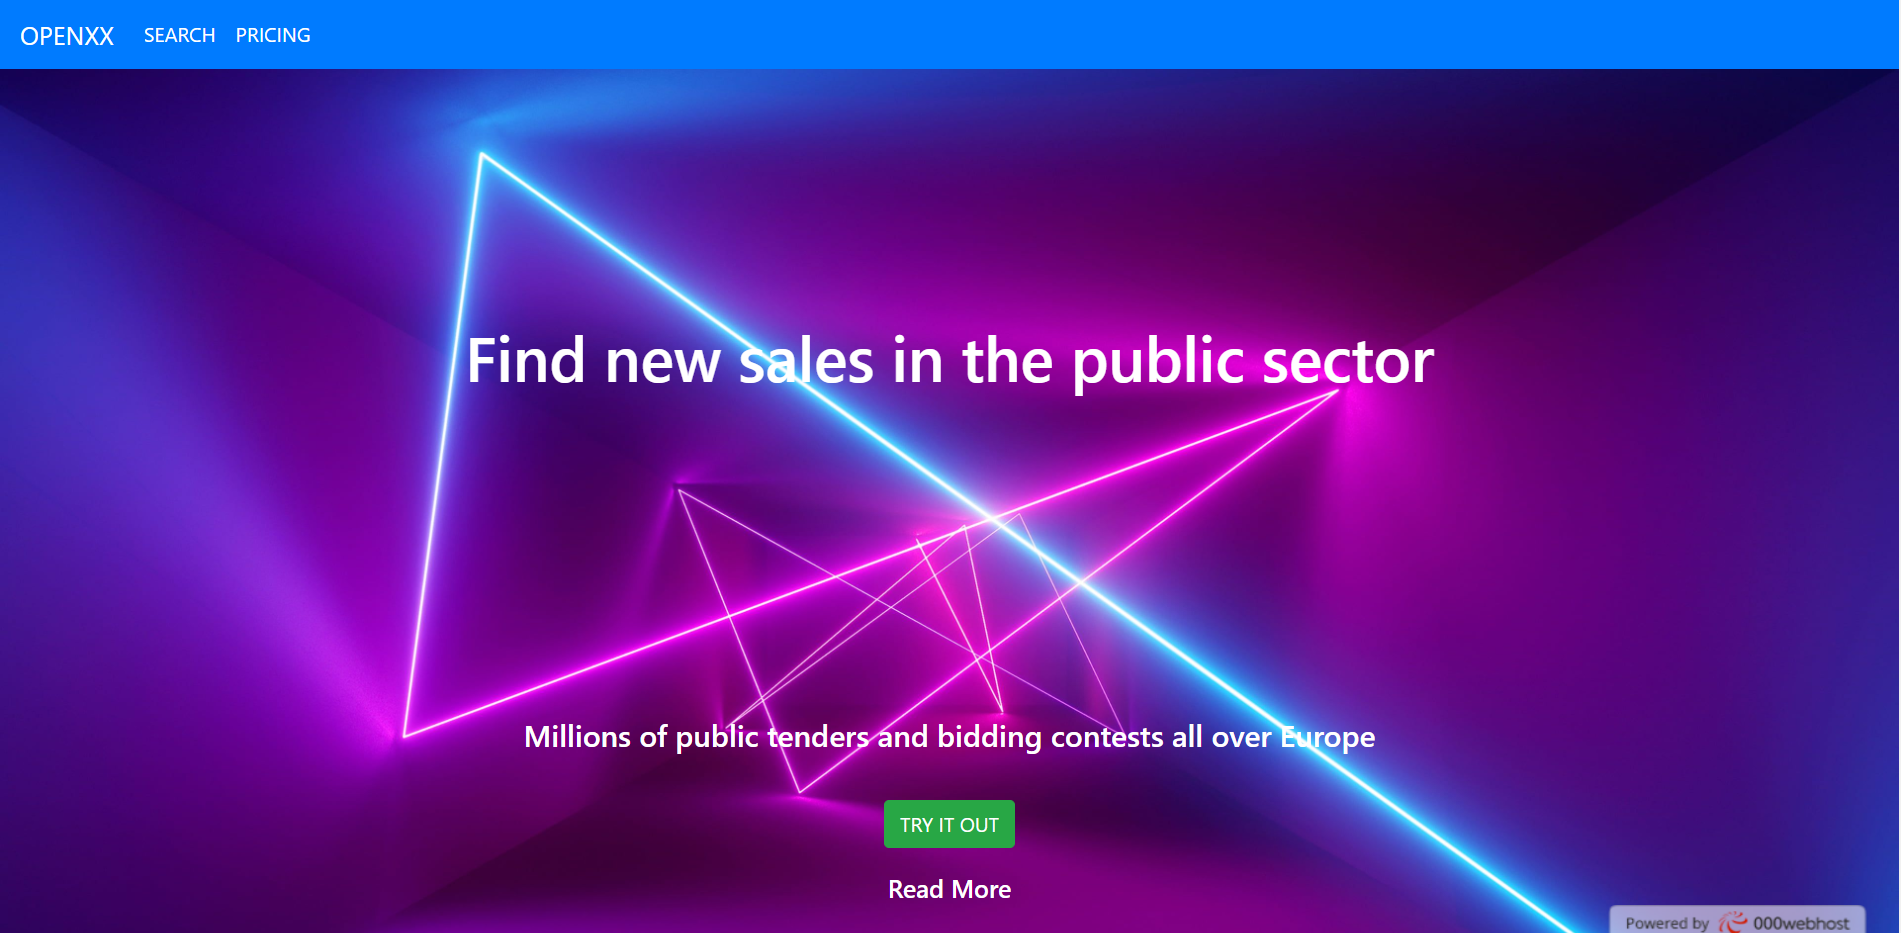 OPENXX SEARCH PRICING
Find new sales in the public sector
Millions of public tenders and bidding contests all over Europe
TRY IT OUT
Read More
Powered by 000webhost